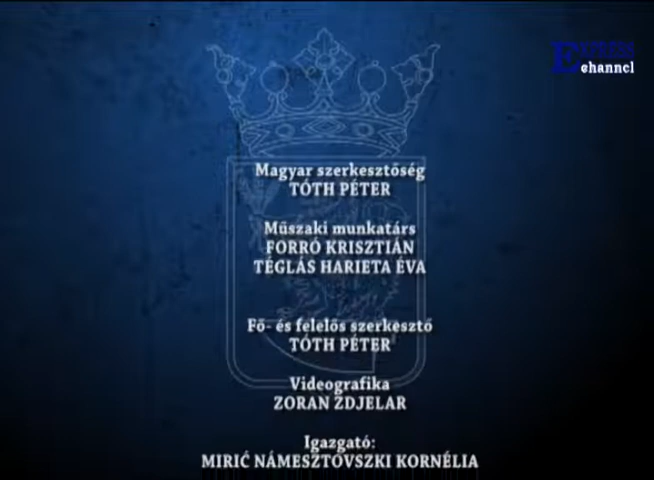 channel
Magyar szerkesztőség
TÓTH PÉTER
Műszaki munkatárs
FORRÓ KRISZTIÁN
TÉGLÁS HARIETA ÉVA
Fő- és felelős szerkesztő
TÓTH PÉTER
Videografika
ZORAN ZDJELAR
Igazgató:
MIRIĆ NÁMESZTOVSZKI KORNÉLIA